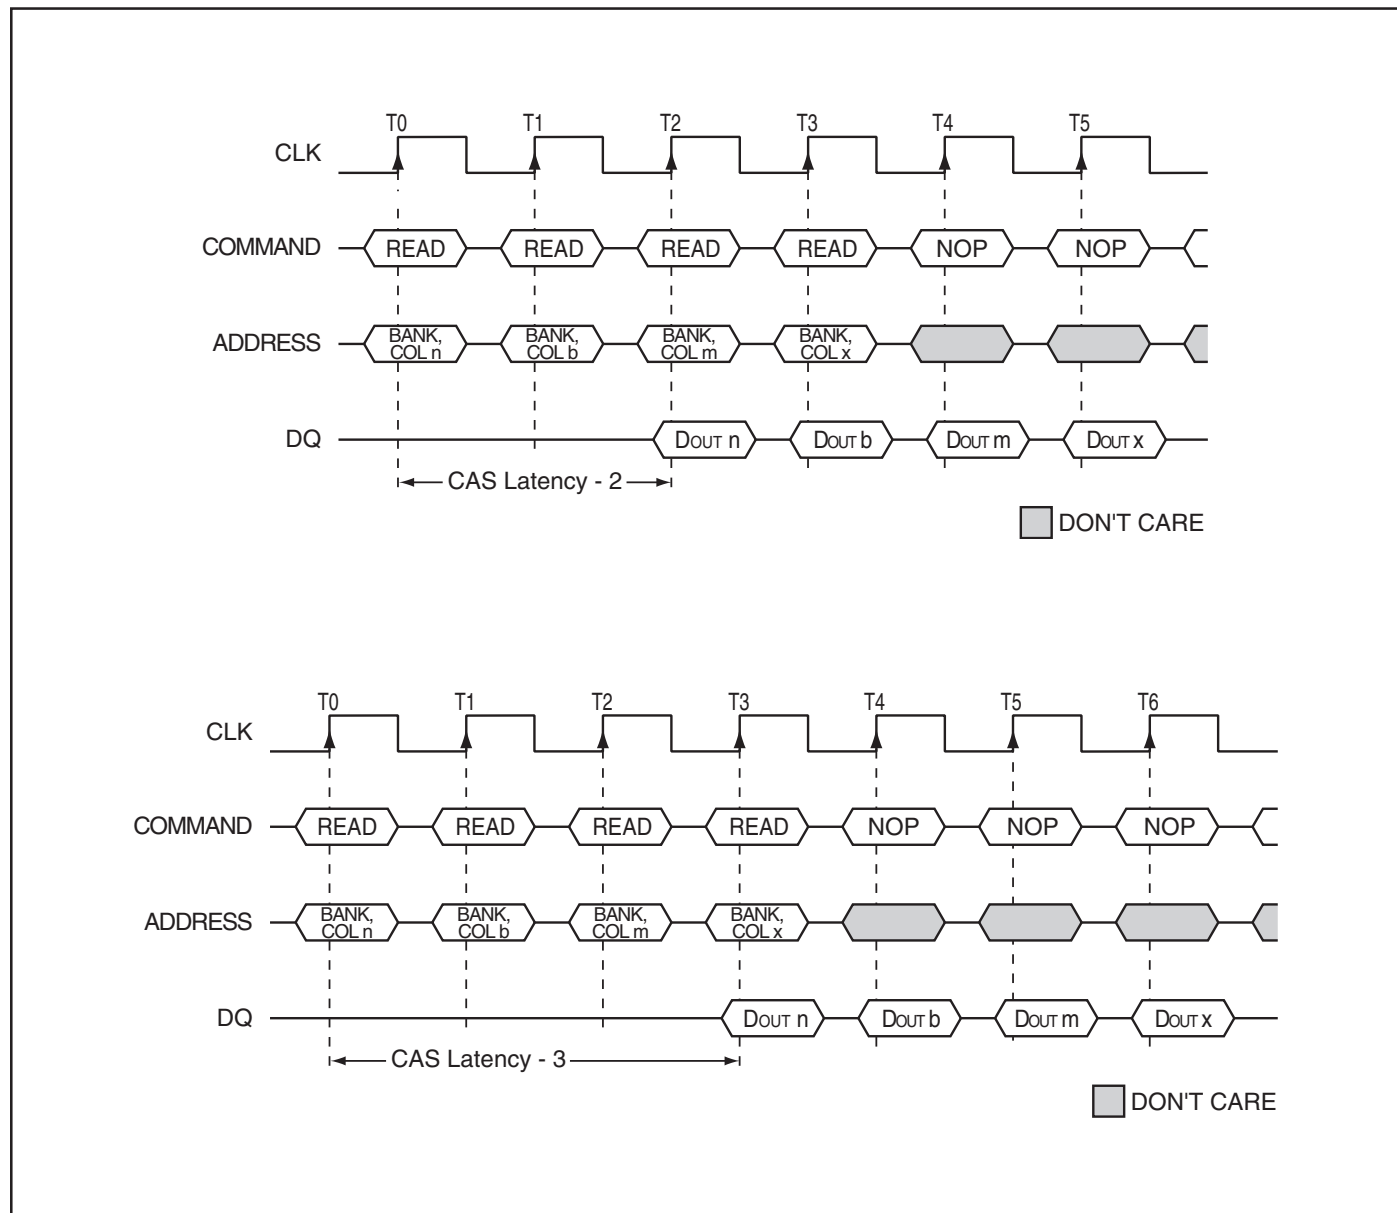 T0 T1 T2 T3 T4 T5
CLK
COMMAND READ READ READ READ NOP NOP
ADDRESS BANK, COL n BANK, COL b BANK, COL m BANK, COL x
DQ DOUT n DOUT b DOUT m DOUT x
CAS Latency - 2
DON'T CARE
T0 T1 T2 T3 T4 T5 T6
CLK
COMMAND READ READ READ READ NOP NOP NOP
ADDRESS BANK, COL n BANK, COL b BANK, COL m BANK, COL x
DQ DOUT n DOUT b DOUT m DOUT x
CAS Latency - 3
DON'T CARE